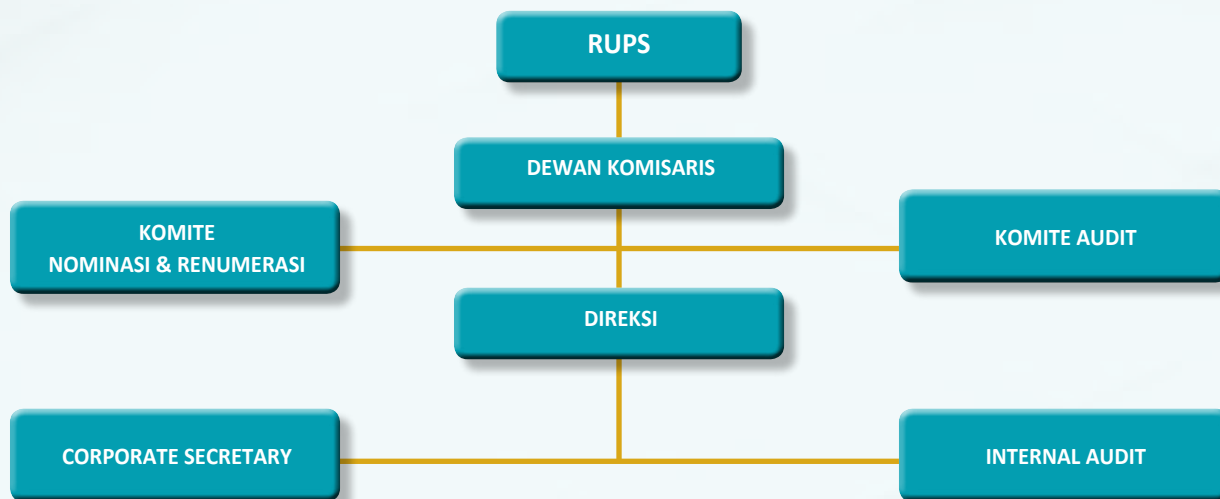 RUPS
DEWAN KOMISARIS
KOMITE
NOMINASI & RENUMERASI
KOMITE AUDIT
DIREKSI
CORPORATE SECRETARY
INTERNAL AUDIT